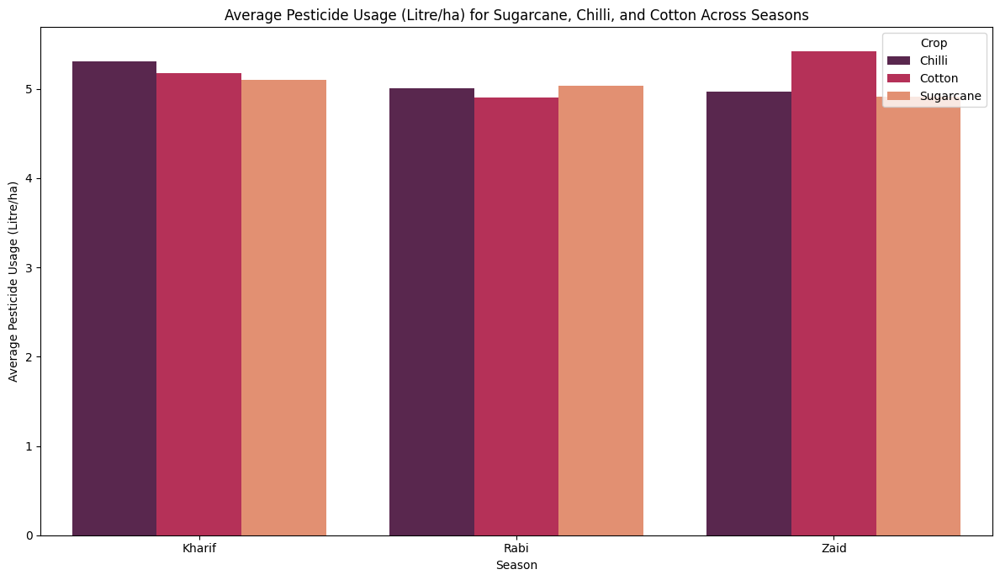 Average Pesticide Usage (Litre/ha) for Sugarcane, Chilli, and Cotton Across Seasons
Crop
Chilli
Cotton
Sugarcane
Average Pesticide Usage (Litre/ha)
5
4
3
2
1
0
Kharif
Rabi
Zaid
Season